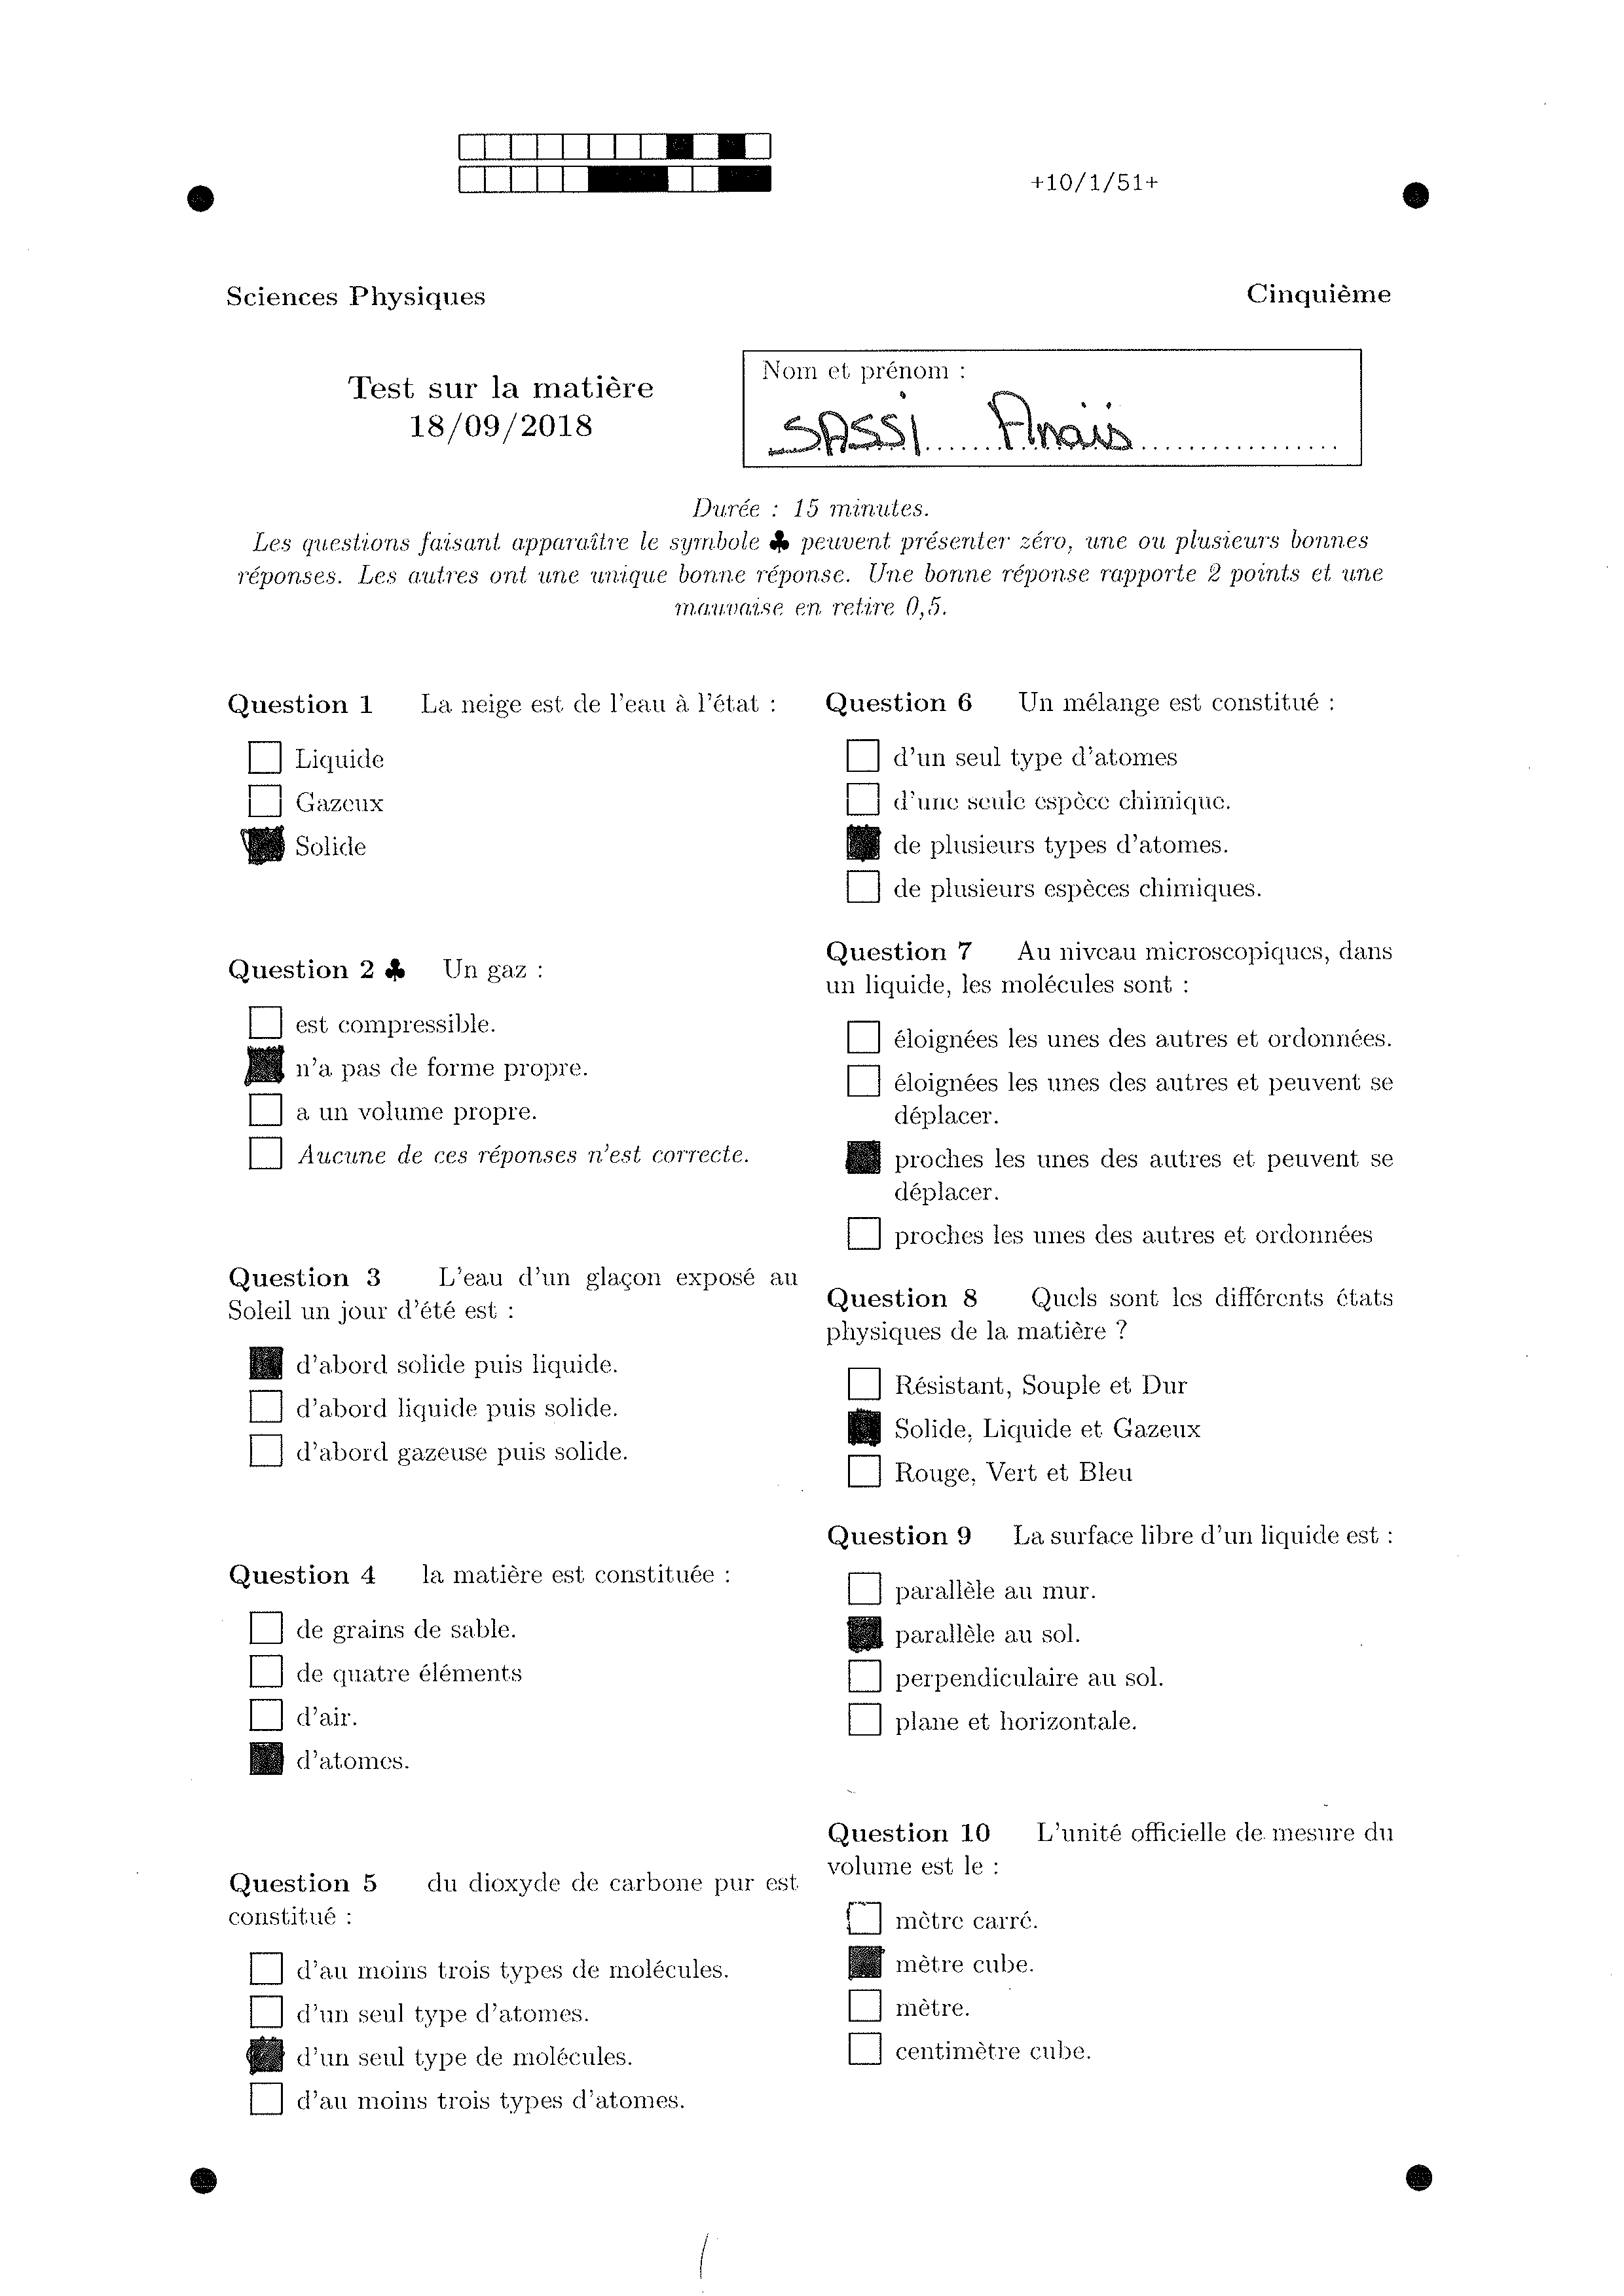 +10/1/51+
Sciences Physiques
Cinquième
Test sur la matière
18/09/2018
Nom et prénom :
SASSI Anaïs
Durée : 15 minutes.
Les questions faisant apparaître le symbole ♣ peuvent présenter zéro, une ou plusieurs bonnes
réponses. Les autres ont une unique bonne réponse. Une bonne réponse rapporte 2 points et une
mauvaise en retire 0,5.
Question 1 La neige est de l'eau à l'état :
Liquide
Gazeux
Solide
Question 2 ♣ Un gaz :
est compressible.
n'a pas de forme propre.
a un volume propre.
Aucune de ces réponses n'est correcte.
Question 3 L'eau d'un glaçon exposé au
Soleil un jour d'été est :
d'abord solide puis liquide.
d'abord liquide puis solide.
d'abord gazeuse puis solide.
Question 4 la matière est constituée :
de grains de sable.
de quatre éléments
d'air.
d'atomes.
Question 5 du dioxyde de carbone pur est
constitué :
d'au moins trois types de molécules.
d'un seul type d'atomes.
d'un seul type de molécules.
d'au moins trois types d'atomes.
Question 6 Un mélange est constitué :
d'un seul type d'atomes
d'une seule espèce chimique.
de plusieurs types d'atomes.
de plusieurs espèces chimiques.
Question 7 Au niveau microscopiques, dans
un liquide, les molécules sont :
éloignées les unes des autres et ordonnées.
éloignées les unes des autres et peuvent se
déplacer.
proches les unes des autres et peuvent se
déplacer.
proches les unes des autres et ordonnées
Question 8 Quels sont les différents états
physiques de la matière ?
Résistant, Souple et Dur
Solide, Liquide et Gazeux
Rouge, Vert et Bleu
Question 9 La surface libre d'un liquide est :
parallèle au mur.
parallèle au sol.
perpendiculaire au sol.
plane et horizontale.
Question 10 L'unité officielle de mesure du
volume est le :
mètre carré.
mètre cube.
mètre.
centimètre cube.